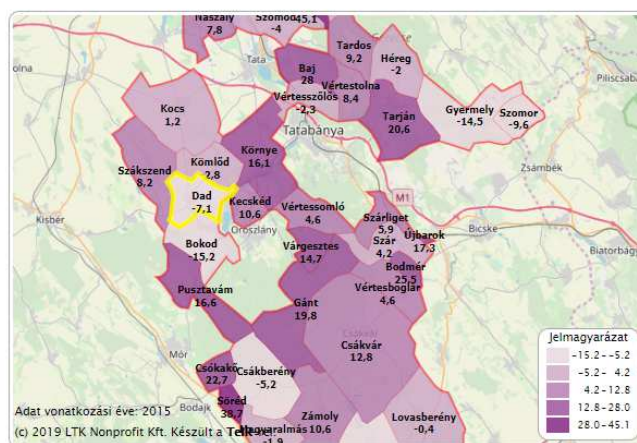 Naszály
7,8
Szomód
-4
45,1
Tata
Baj
28
Tardos
9,2
Héreg
-2
Vértesszőlős
-2,3
Vértestolna
8,4
Kocs
1,2
Tatabánya
Tarján
20,6
Gyermely
-14,5
Szomor
-9,6
Piliscsaba
Környe
16,1
Szákszend
8,2
Kömlőd
2,8
Zsámbék
Dad
-7,1
Kecskéd
10,6
Kisbér
Oroszlány
Vértessomló
4,6
M1
Szárliget
5,9
Újbarok
17,3
Bicske
Biatorbágy
Bokod
-15,2
Várgesztes
14,7
Szár
4,2
Bodmér
25,5
Pusztavám
16,6
Vértesboglár
4,6
Gánt
19,8
Csákvár
12,8
Mór
Csókakő
22,7
Csákberény
-5,2
Söréd
38,7
Bodajk
Magyaralmás
-1,9
Zámoly
10,6
Lovasberény
-0,4
Jelmagyarázat
-15.2 - -5.2
-5.2 - 4.2
4.2 - 12.8
12.8 - 28.0
28.0 - 45.1
Adat vonatkozási éve: 2015
(c) 2019 LTK Nonprofit Kft. Készült a TeIR-rel.